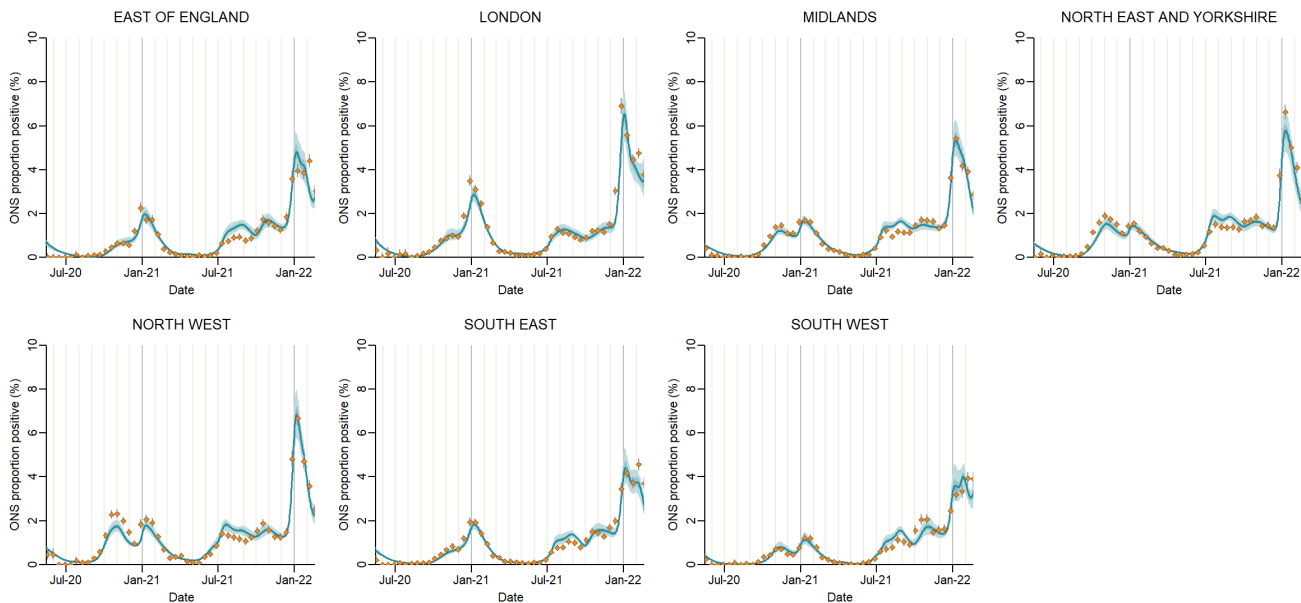 EAST OF ENGLAND
ONS proportion positive (%)
0 2 4 6 8 10
Jul-20 Jan-21 Jul-21 Jan-22
Date
LONDON
ONS proportion positive (%)
0 2 4 6 8 10
Jul-20 Jan-21 Jul-21 Jan-22
Date
MIDLANDS
ONS proportion positive (%)
0 2 4 6 8 10
Jul-20 Jan-21 Jul-21 Jan-22
Date
NORTH EAST AND YORKSHIRE
ONS proportion positive (%)
0 2 4 6 8 10
Jul-20 Jan-21 Jul-21 Jan-22
Date
NORTH WEST
ONS proportion positive (%)
0 2 4 6 8 10
Jul-20 Jan-21 Jul-21 Jan-22
Date
SOUTH EAST
ONS proportion positive (%)
0 2 4 6 8 10
Jul-20 Jan-21 Jul-21 Jan-22
Date
SOUTH WEST
ONS proportion positive (%)
0 2 4 6 8 10
Jul-20 Jan-21 Jul-21 Jan-22
Date